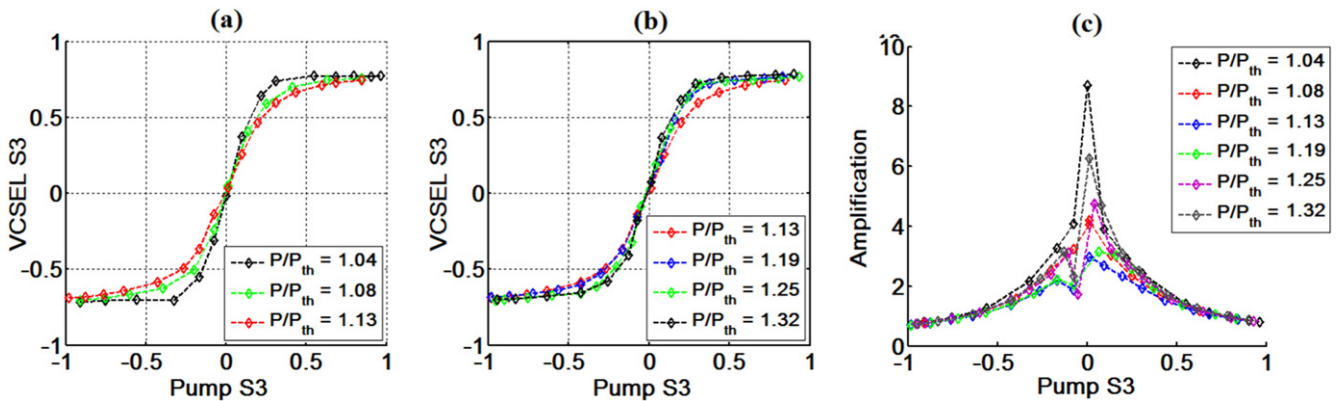 (a)
1
0.5
0
−0.5
−1
−1
−0.5
0
0.5
1
VCSEL S3
Pump S3
P/Pth = 1.04
P/Pth = 1.08
P/Pth = 1.13
(b)
1
0.5
0
−0.5
−1
−1
−0.5
0
0.5
1
VCSEL S3
Pump S3
P/Pth = 1.13
P/Pth = 1.19
P/Pth = 1.25
P/Pth = 1.32
(c)
10
8
6
4
2
0
−1
−0.5
0
0.5
1
Amplification
Pump S3
P/Pth = 1.04
P/Pth = 1.08
P/Pth = 1.13
P/Pth = 1.19
P/Pth = 1.25
P/Pth = 1.32